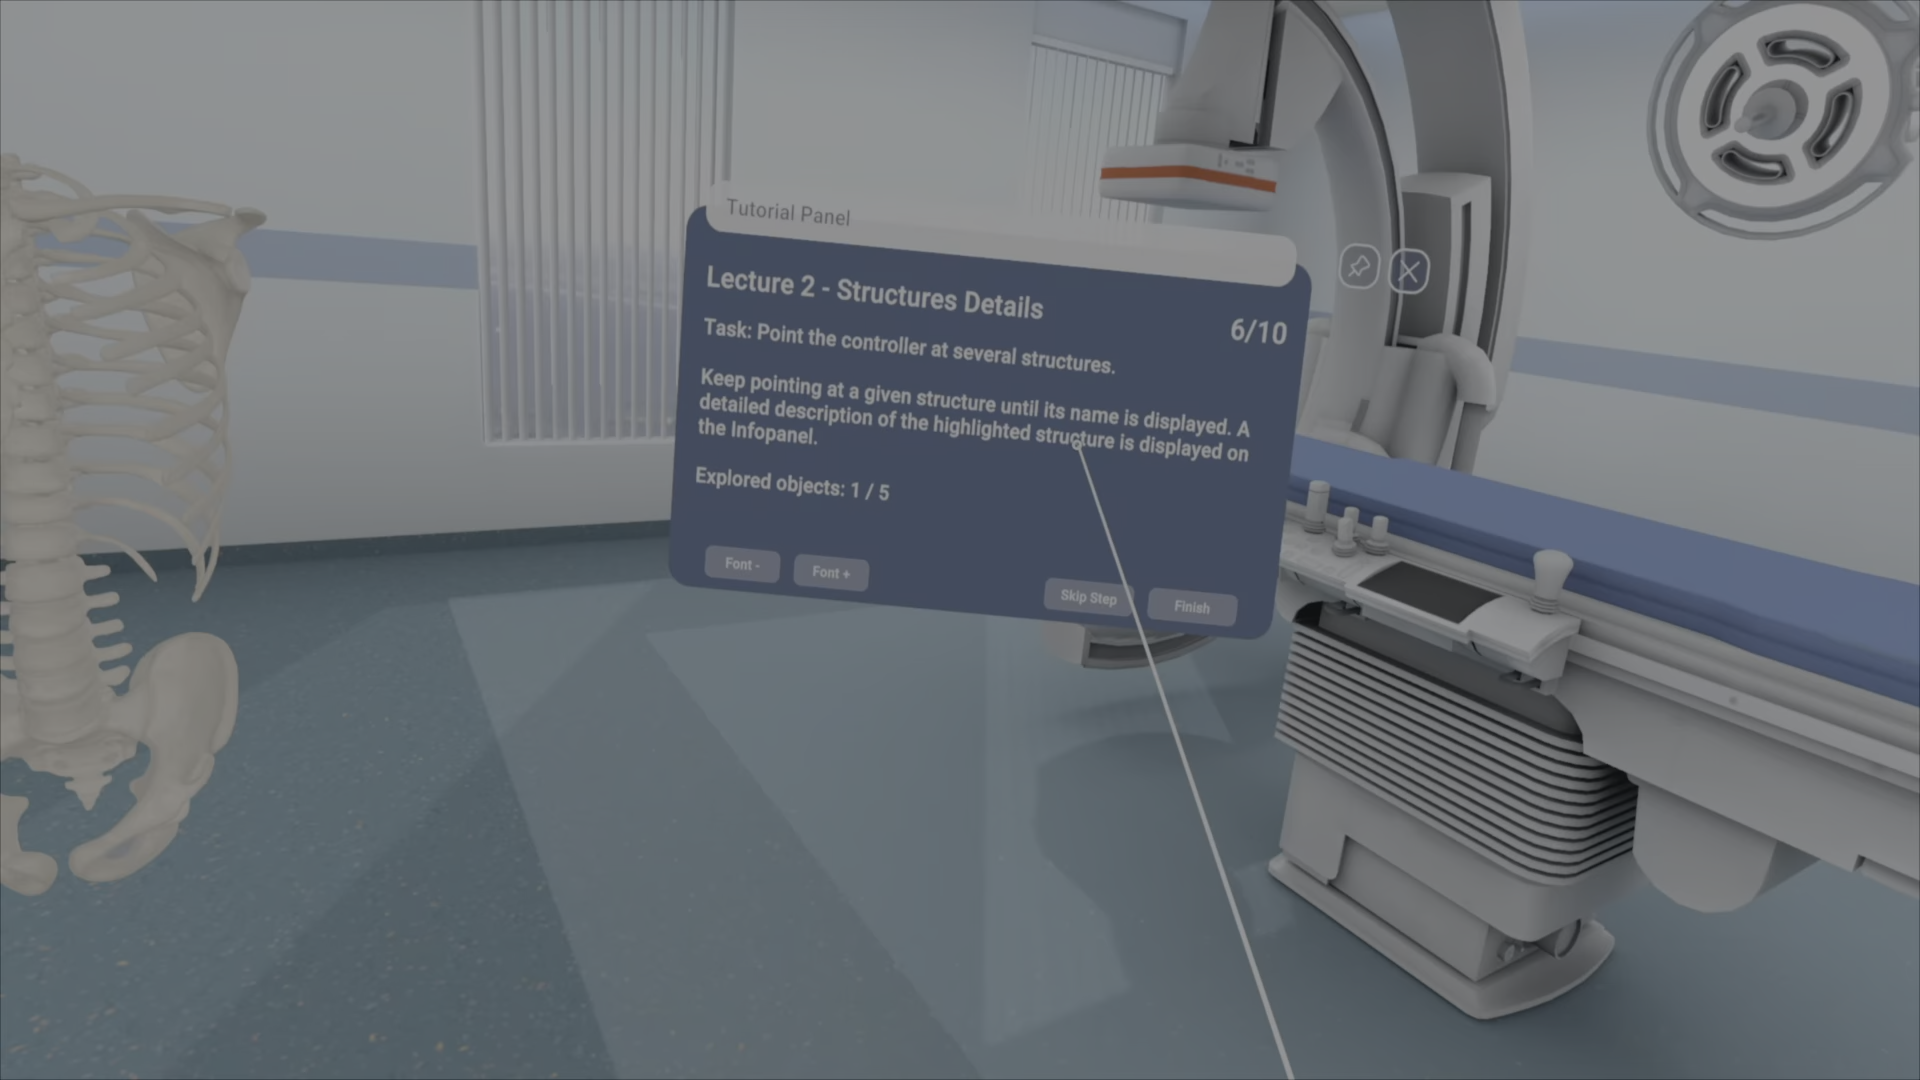 Tutorial Panel
Lecture 2 - Structures Details
6/10
Task: Point the controller at several structures.
Keep pointing at a given structure until its name is displayed. A
detailed description of the highlighted structure is displayed on
the Infopanel.
Explored objects: 1 / 5
Font -
Font +
Skip Step
Finish